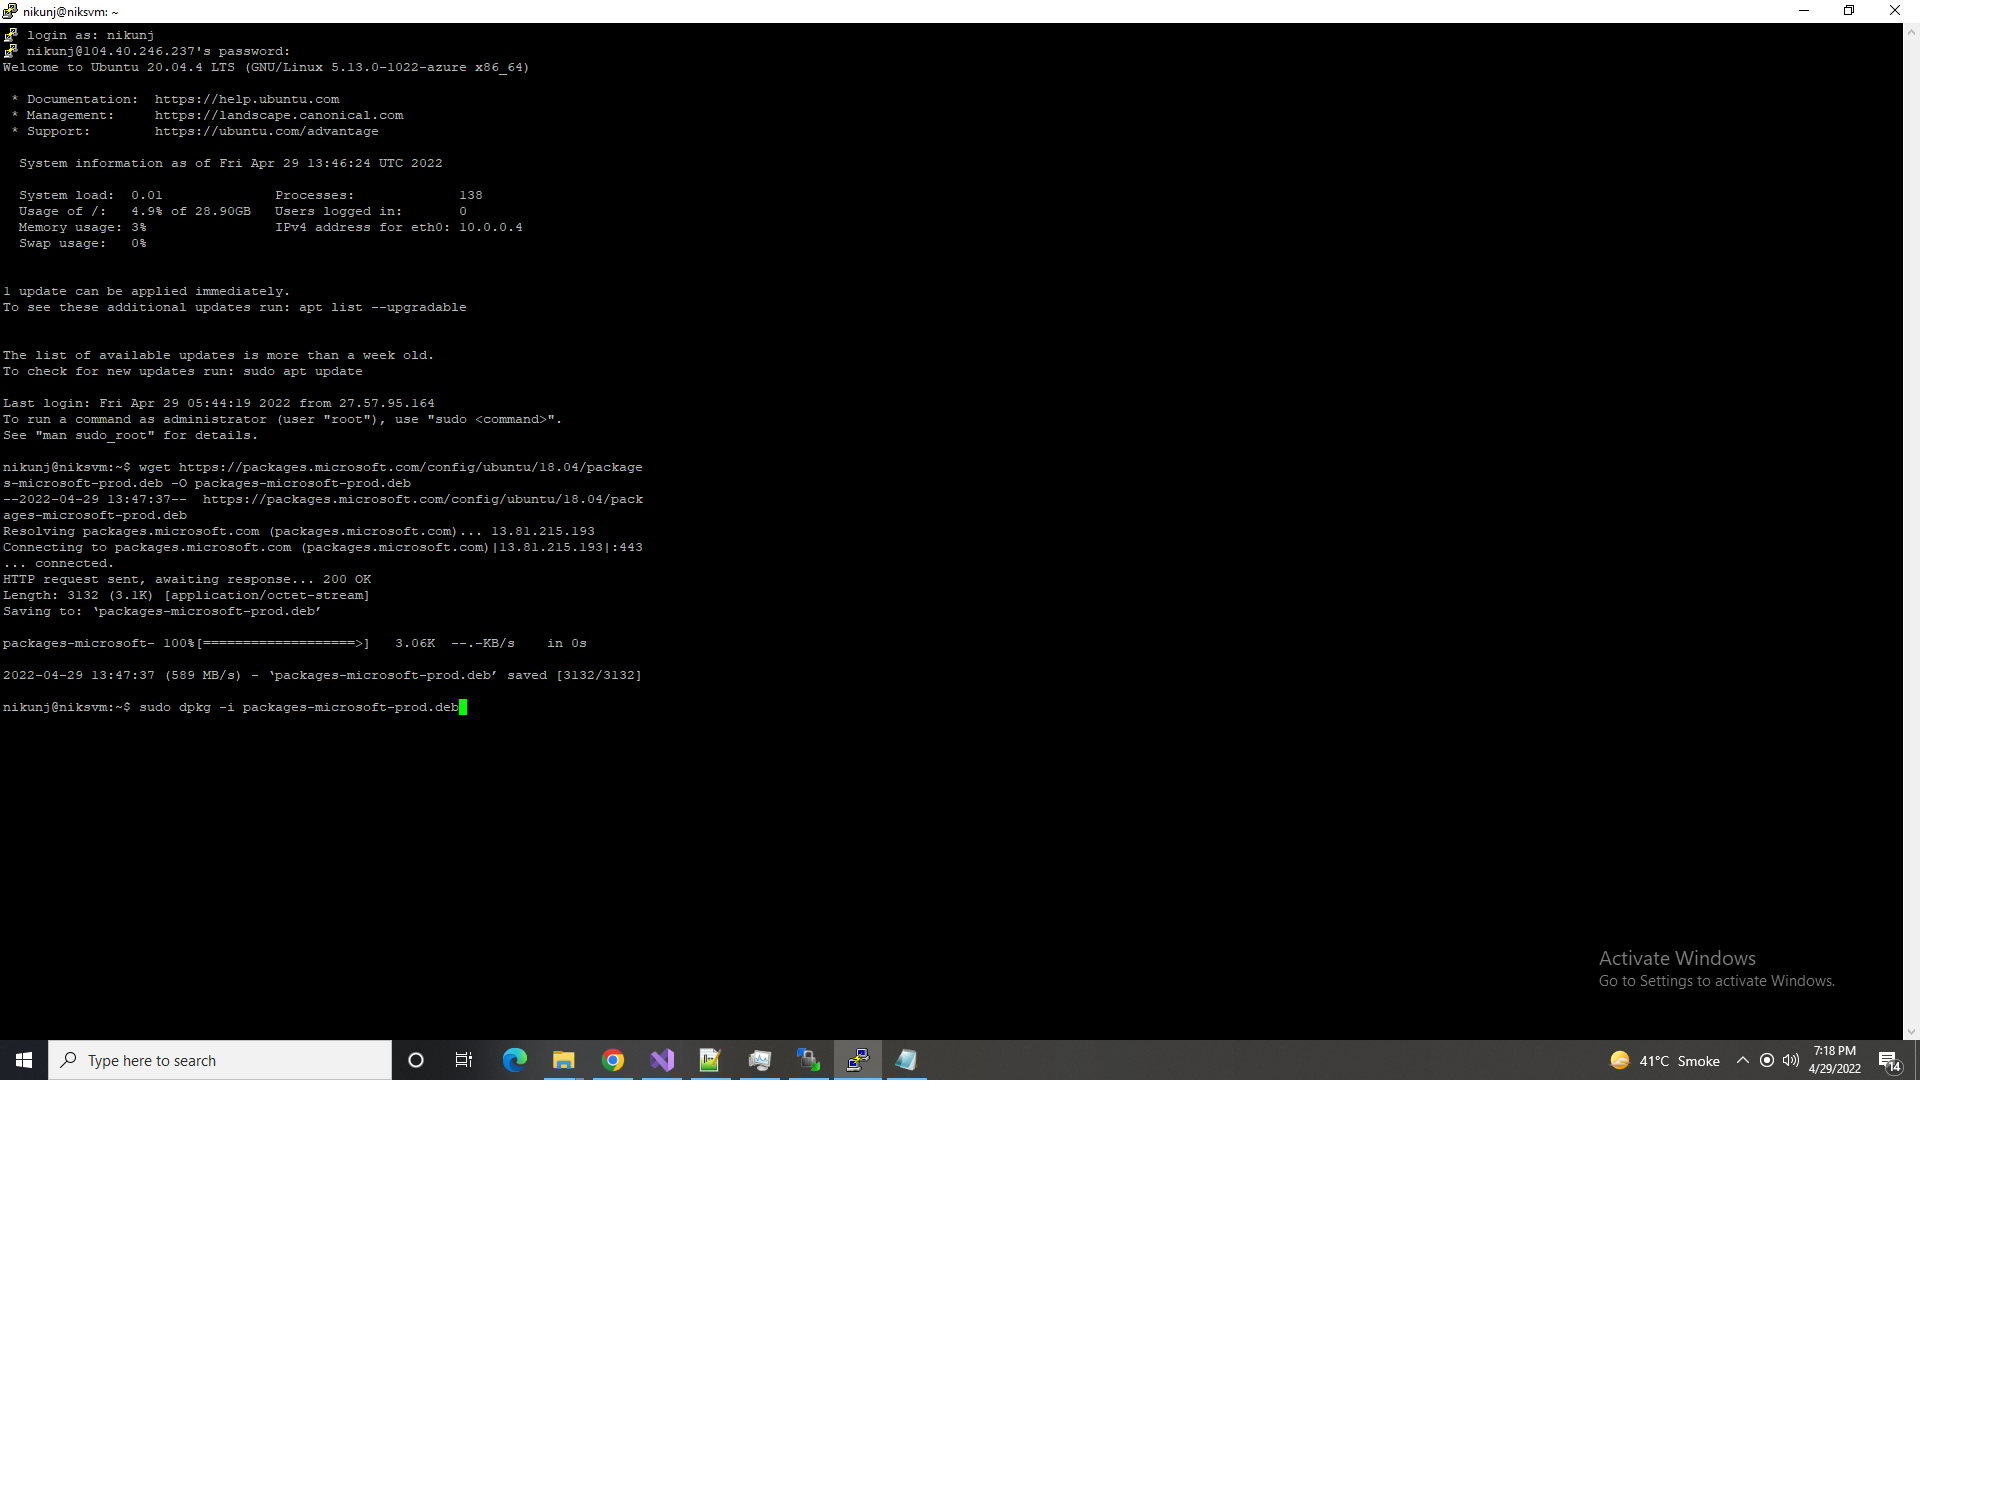 nikunj@niksvm: ~
login as: nikunj
nikunj@104.40.246.237's password:
Welcome to Ubuntu 20.04.4 LTS (GNU/Linux 5.13.0-1022-azure x86_64)
* Documentation:  https://help.ubuntu.com
* Management:     https://landscape.canonical.com
* Support:        https://ubuntu.com/advantage
System information as of Fri Apr 29 13:46:24 UTC 2022
System load:  0.01              Processes:             138
Usage of /:   4.9% of 28.90GB   Users logged in:       0
Memory usage: 3%                IPv4 address for eth0: 10.0.0.4
Swap usage:   0%
1 update can be applied immediately.
To see these additional updates run: apt list --upgradable
The list of available updates is more than a week old.
To check for new updates run: sudo apt update
Last login: Fri Apr 29 05:44:19 2022 from 27.57.95.164
To run a command as administrator (user "root"), use "sudo <command>".
See "man sudo_root" for details.
nikunj@niksvm:~$ wget https://packages.microsoft.com/config/ubuntu/18.04/package
s-microsoft-prod.deb -O packages-microsoft-prod.deb
--2022-04-29 13:47:37--  https://packages.microsoft.com/config/ubuntu/18.04/pack
ages-microsoft-prod.deb
Resolving packages.microsoft.com (packages.microsoft.com)... 13.81.215.193
Connecting to packages.microsoft.com (packages.microsoft.com)|13.81.215.193|:443
... connected.
HTTP request sent, awaiting response... 200 OK
Length: 3132 (3.1K) [application/octet-stream]
Saving to: ‘packages-microsoft-prod.deb’
packages-microsoft- 100%[===================>]   3.06K  --.-KB/s    in 0s
2022-04-29 13:47:37 (589 MB/s) - ‘packages-microsoft-prod.deb’ saved [3132/3132]
nikunj@niksvm:~$ sudo dpkg -i packages-microsoft-prod.deb
Activate Windows
Go to Settings to activate Windows.
Type here to search
41°C Smoke
7:18 PM
4/29/2022
14